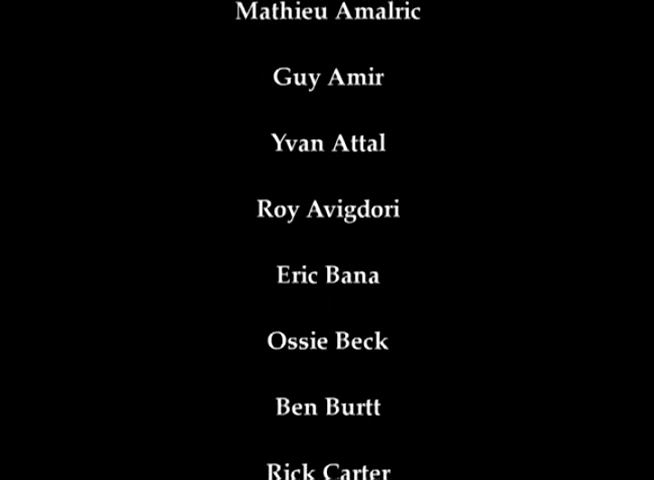 Mathieu Amalric
Guy Amir
Yvan Attal
Roy Avigdori
Eric Bana
Ossie Beck
Ben Burtt
Rick Carter